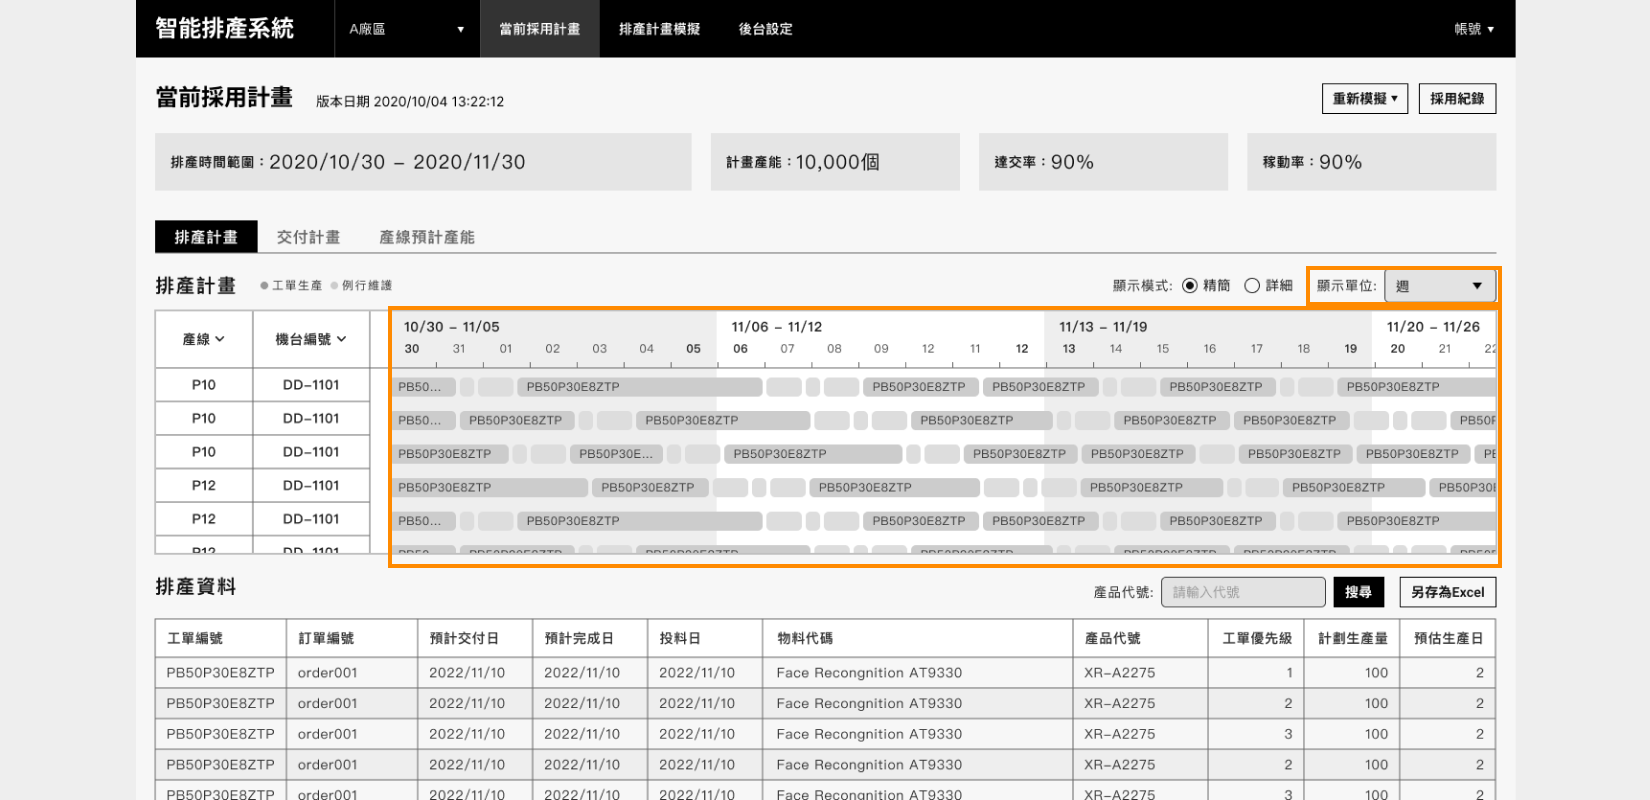 智能排產系統 A廠區 ▼ 當前採用計畫 排產計畫模擬 後台設定 帳號 ▼
當前採用計畫 版本日期 2020/10/04 13:22:12 重新模擬 ▼ 採用紀錄
排產時間範圍：2020/10/30 – 2020/11/30 計畫產能：10,000個 達交率：90% 稼動率：90%
排產計畫 交付計畫 產線預計產能
排產計畫 工單生產 例行維護 顯示模式: 精簡 詳細 顯示單位: 週 ▼
10/30 – 11/05 11/06 – 11/12 11/13 – 11/19 11/20 – 11/26
產線 機台編號
30 31 01 02 03 04 05 06 07 08 09 12 11 12 13 14 15 16 17 18 19 20 21 22
P10 DD–1101 PB50... PB50P30E8ZTP PB50P30E8ZTP PB50P30E8ZTP PB50P30E8ZTP PB50P30E8ZTP
P10 DD–1101 PB50... PB50P30E8ZTP PB50P30E8ZTP PB50P30E8ZTP PB50P30E8ZTP PB50P30E8ZTP PB50P
P10 DD–1101 PB50P30E8ZTP PB50P30E... PB50P30E8ZTP PB50P30E8ZTP PB50P30E8ZTP PB50P30E8ZTP PB50P30E8ZTP PB
P12 DD–1101 PB50P30E8ZTP PB50P30E8ZTP PB50P30E8ZTP PB50P30E8ZTP PB50P30E8ZTP PB50P30E
P12 DD–1101 PB50... PB50P30E8ZTP PB50P30E8ZTP PB50P30E8ZTP PB50P30E8ZTP PB50P30E8ZTP
P12 DD–1101 PB50... PB50P30E8ZTP PB50P30E8ZTP PB50P30E8ZTP PB50P30E8ZTP PB50P30E8ZTP PB50P
排產資料 產品代號: 請輸入代號 搜尋 另存為Excel
工單編號 訂單編號 預計交付日 預計完成日 投料日 物料代碼 產品代號 工單優先級 計劃生產量 預估生產日
PB50P30E8ZTP order001 2022/11/10 2022/11/10 2022/11/10 Face Recongnition AT9330 XR–A2275 1 100 2
PB50P30E8ZTP order001 2022/11/10 2022/11/10 2022/11/10 Face Recongnition AT9330 XR–A2275 2 100 2
PB50P30E8ZTP order001 2022/11/10 2022/11/10 2022/11/10 Face Recongnition AT9330 XR–A2275 3 100 2
PB50P30E8ZTP order001 2022/11/10 2022/11/10 2022/11/10 Face Recongnition AT9330 XR–A2275 2 100 2
PB50P30E8ZTP order001 2022/11/10 2022/11/10 2022/11/10 Face Recongnition AT9330 XR–A2275 3 100 2